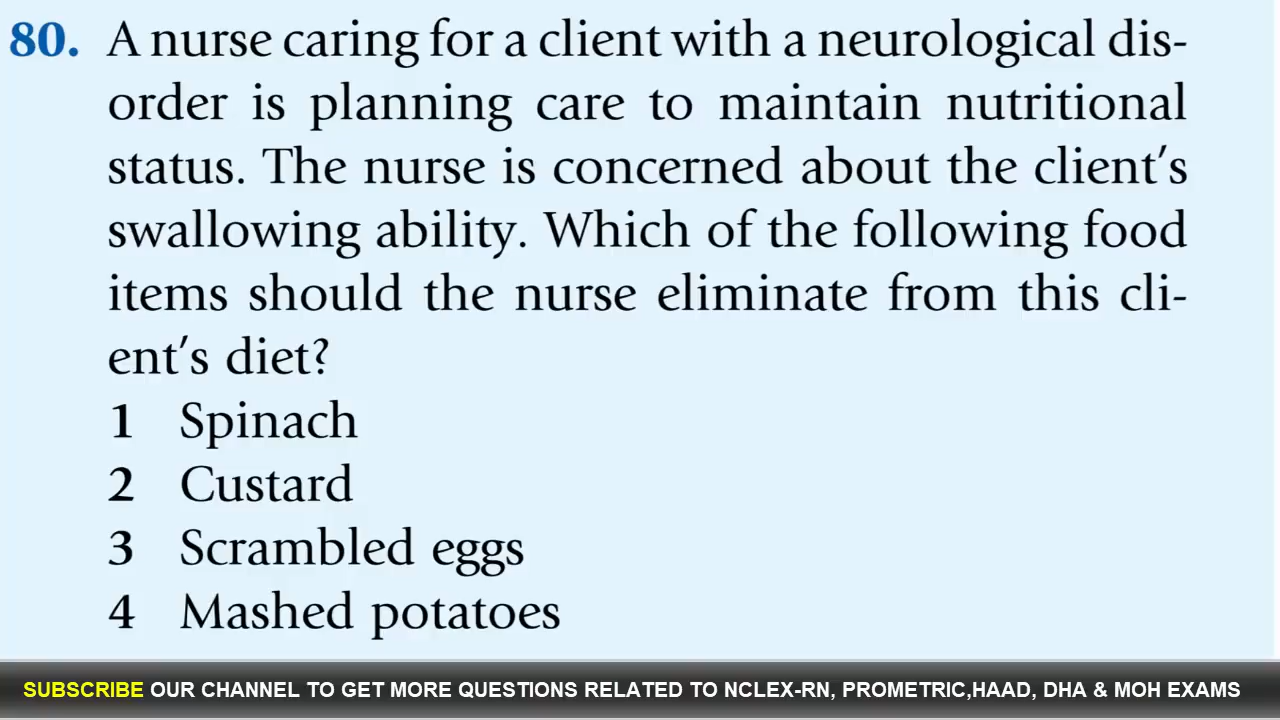 80. A nurse caring for a client with a neurological dis-
order is planning care to maintain nutritional
status. The nurse is concerned about the client’s
swallowing ability. Which of the following food
items should the nurse eliminate from this cli-
ent’s diet?
1 Spinach
2 Custard
3 Scrambled eggs
4 Mashed potatoes
SUBSCRIBE OUR CHANNEL TO GET MORE QUESTIONS RELATED TO NCLEX-RN, PROMETRIC,HAAD, DHA & MOH EXAMS